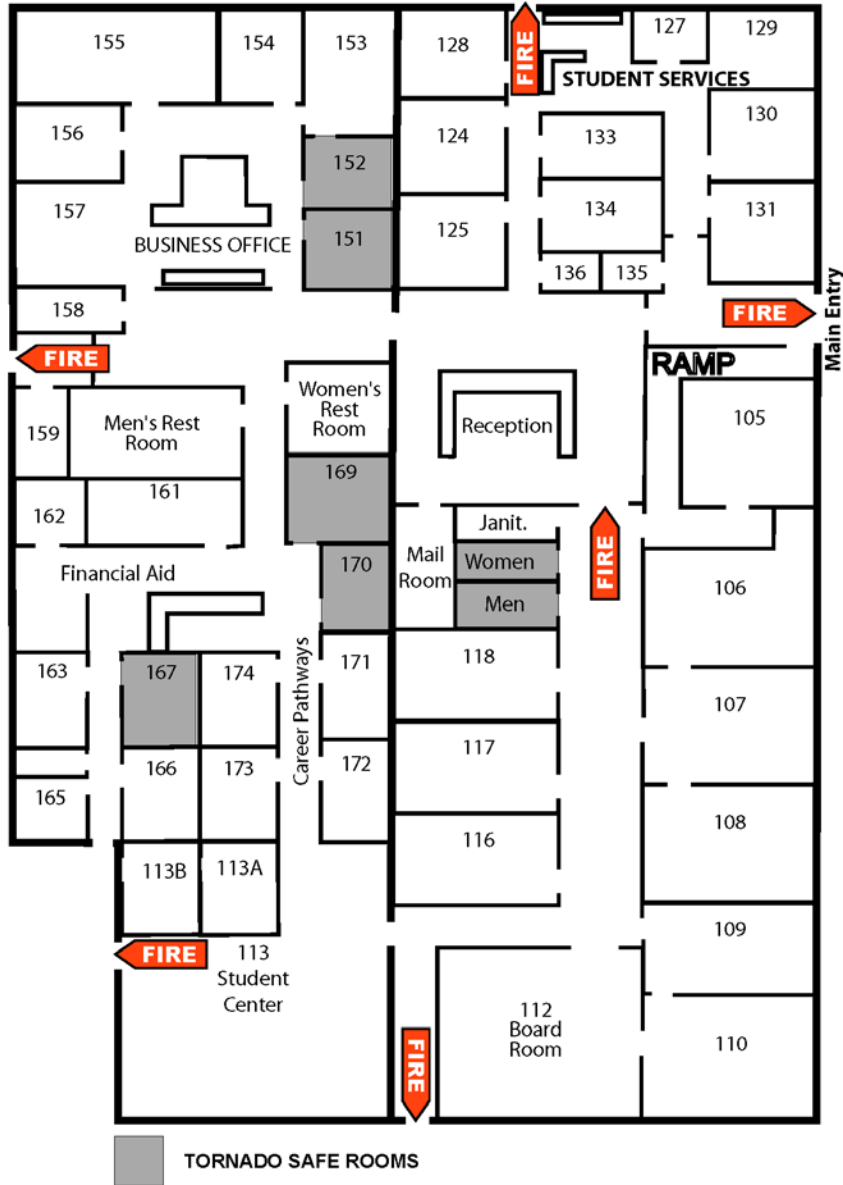 155
154
153
128
FIRE
127
129
STUDENT SERVICES
156
152
124
133
130
157
151
125
134
131
BUSINESS OFFICE
136
135
158
FIRE
Main Entry
FIRE
RAMP
159
Men's Rest
Room
Women's
Rest
Room
Reception
105
162
161
169
Janit.
Mail
Room
Women
Men
FIRE
106
Financial Aid
170
163
167
174
171
118
107
Career Pathways
166
173
172
117
165
108
113B
113A
116
109
FIRE
113
Student
Center
112
Board
Room
110
FIRE
TORNADO SAFE ROOMS